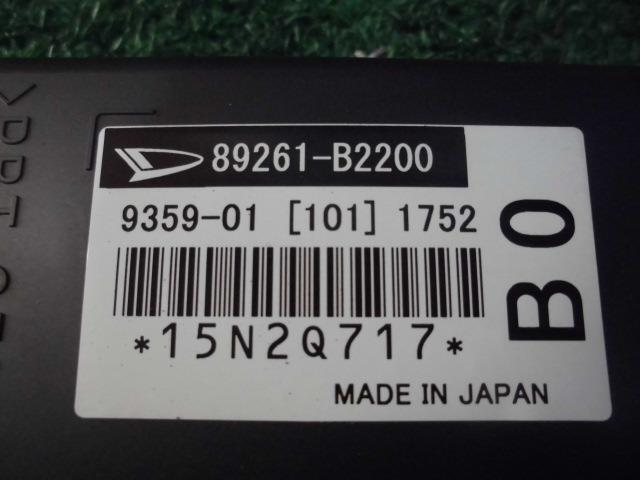 89261-B2200
9359-01 [101] 1752
*15N2Q717*
MADE IN JAPAN
B0